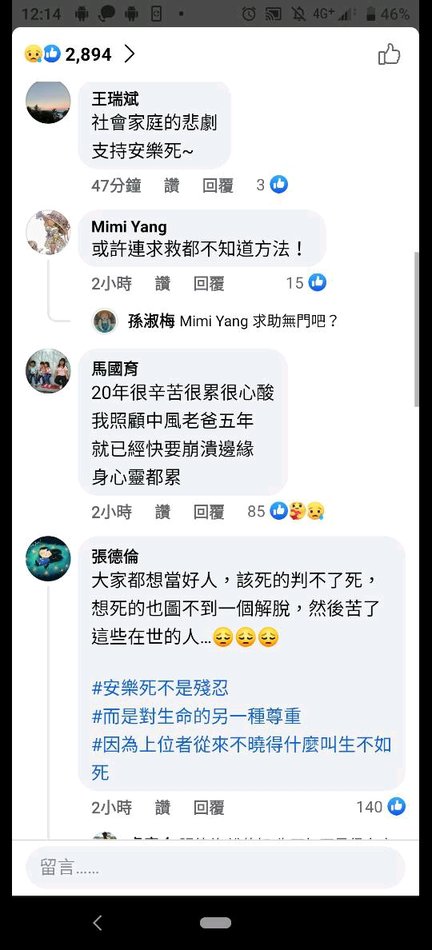 12:14
4G+
46%
2,894
王瑞斌
社會家庭的悲劇
支持安樂死~
47分鐘 讚 回覆 3
Mimi Yang
或許連求救都不知道方法！
2小時 讚 回覆 15
孫淑梅 Mimi Yang 求助無門吧？
馬國育
20年很辛苦很累很心酸
我照顧中風老爸五年
就已經快要崩潰邊緣
身心靈都累
2小時 讚 回覆 85
張德倫
大家都想當好人，該死的判不了死，
想死的也圖不到一個解脫，然後苦了
這些在世的人...😔😔😔
#安樂死不是殘忍
#而是對生命的另一種尊重
#因為上位者從來不曉得什麼叫生不如
死
2小時 讚 回覆 140
留言......